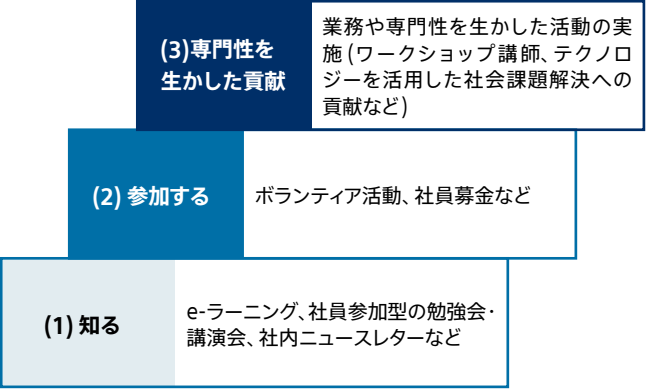 (3)専門性を
生かした貢献
業務や専門性を生かした活動の実
施(ワークショップ講師、テクノロ
ジーを活用した社会課題解決への
貢献など)
(2) 参加する
ボランティア活動、社員募金など
(1) 知る
e-ラーニング、社員参加型の勉強会・
講演会、社内ニュースレターなど